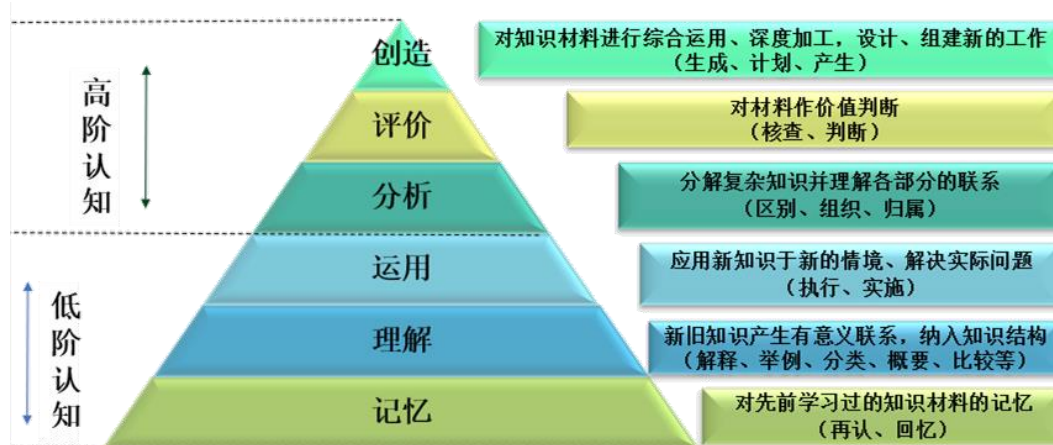 创造
对知识材料进行综合运用、深度加工，设计、组建新的工作
（生成、计划、产生）
高阶认知
评价
对材料作价值判断
（核查、判断）
分析
分解复杂知识并理解各部分的联系
（区别、组织、归属）
运用
应用新知识于新的情境、解决实际问题
（执行、实施）
低阶认知
理解
新旧知识产生有意义联系，纳入知识结构
（解释、举例、分类、概要、比较等）
记忆
对先前学习过的知识材料的记忆
（再认、回忆）